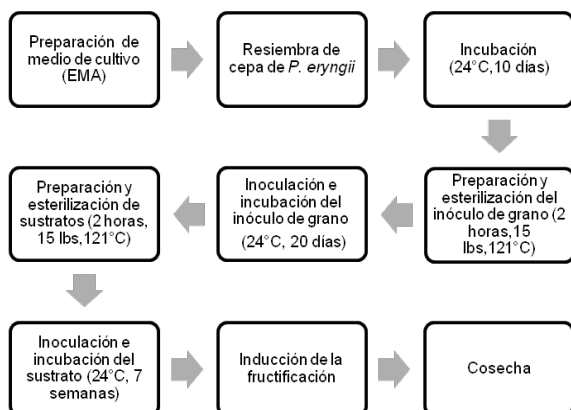 Preparación de
medio de cultivo
(EMA)
Resiembra de
cepa de P. eryngii
Incubación
(24°C,10 días)
Preparación y
esterilización del
inóculo de grano (2
horas,15
lbs,121°C)
Inoculación e
incubación del
inóculo de grano
(24°C, 20 días)
Preparación y
esterilización de
sustratos (2 horas,
15 lbs,121°C)
Inoculación e
incubación del
sustrato (24°C, 7
semanas)
Inducción de la
fructificación
Cosecha